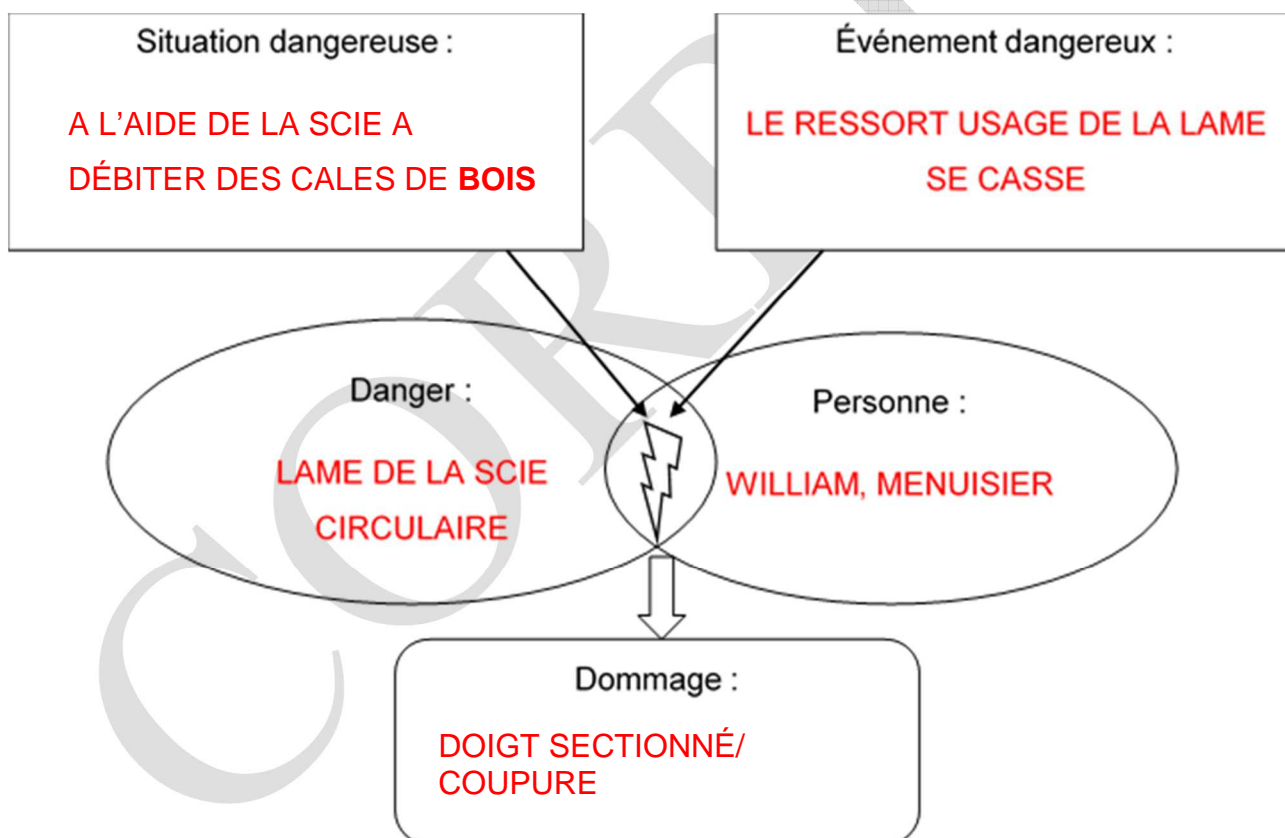 Situation dangereuse :
A L'AIDE DE LA SCIE A
DÉBITER DES CALES DE BOIS
Événement dangereux :
LE RESSORT USAGE DE LA LAME
SE CASSE
Danger :
LAME DE LA SCIE
CIRCULAIRE
Personne :
WILLIAM, MENUISIER
Dommage :
DOIGT SECTIONNÉ/
COUPURE